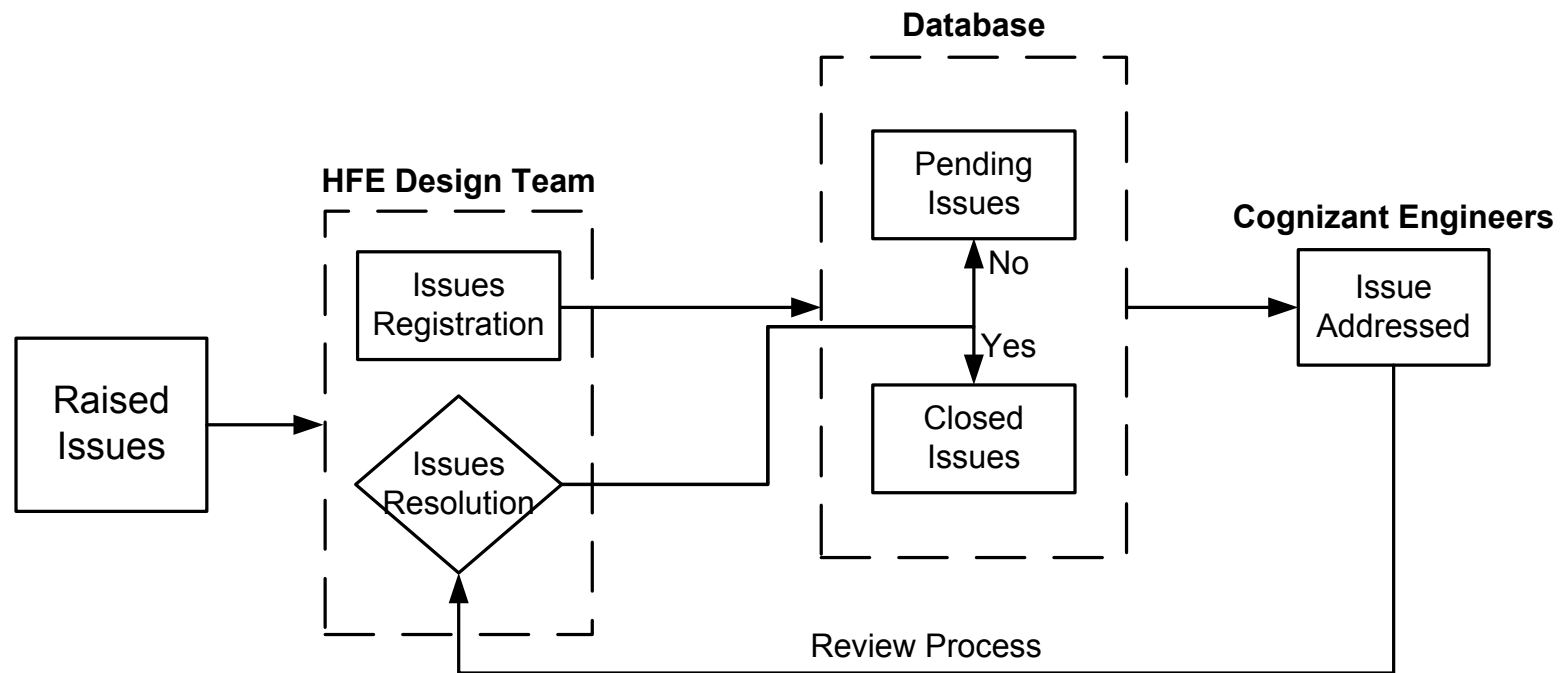 Database
Pending
Issues
No
Yes
Closed
Issues
HFE Design Team
Issues
Registration
Issues
Resolution
Raised
Issues
Cognizant Engineers
Issue
Addressed
Review Process